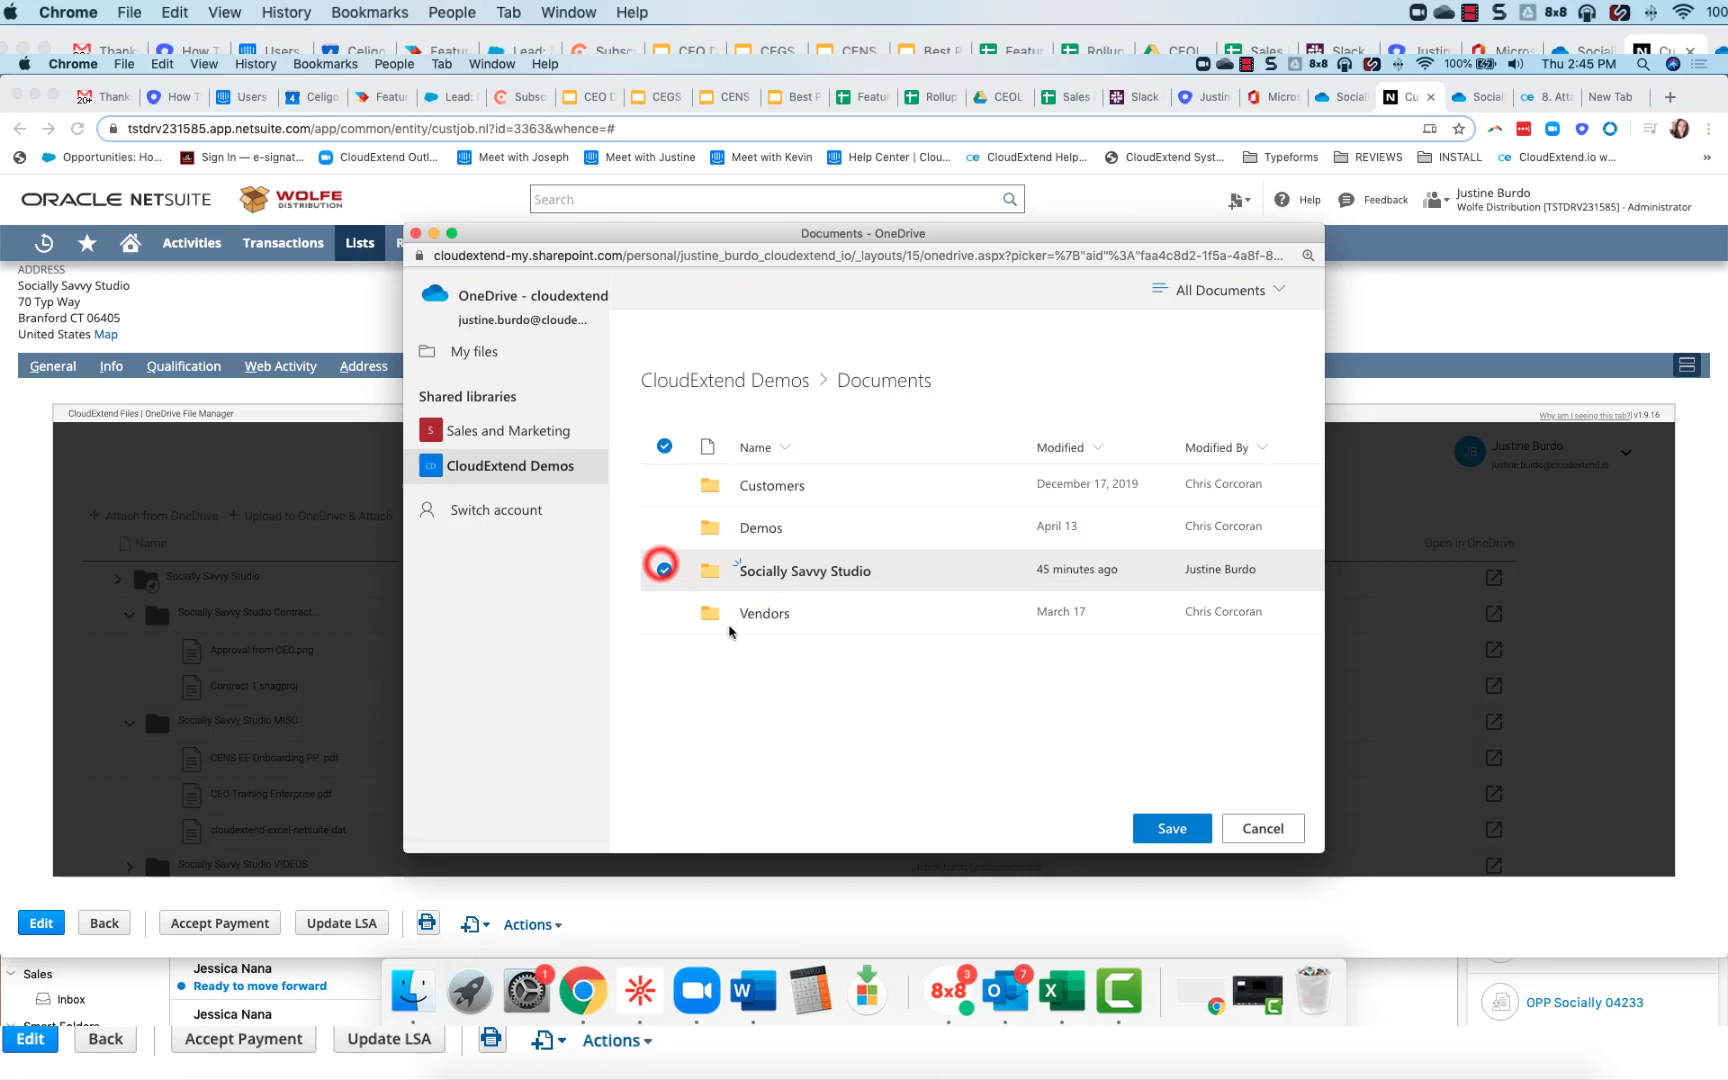 Chrome File Edit View History Bookmarks People Tab Window Help 8x8 100
Thank How T Users Celigo Featur Lead: Subsc CEO D CEGS CENS Best P Featur Rollup CEOL Sales Slack Justin Micros Sociall Cu
Chrome File Edit View History Bookmarks People Tab Window Help 8x8 100% Thu 2:45 PM
Thank How T Users Celigo Featur Lead: Subsc CEO D CEGS CENS Best P Featur Rollup CEOL Sales Slack Justin Micros Sociall Cu Social 8. Atta New Tab
tstdrv231585.app.netsuite.com/app/common/entity/custjob.nl?id=3363&whence=#
Opportunities: Ho... Sign In — e-signat... CloudExtend Outl... Meet with Joseph Meet with Justine Meet with Kevin Help Center | Clou... CloudExtend Help... CloudExtend Syst... Typeforms REVIEWS INSTALL CloudExtend.io w... »
ORACLE NETSUITE WOLFE DISTRIBUTION Search Help Feedback Justine Burdo
Wolfe Distribution [TSTDRV231585] - Administrator
Activities Transactions Lists R
Documents - OneDrive
cloudextend-my.sharepoint.com/personal/justine_burdo_cloudextend_io/_layouts/15/onedrive.aspx?picker=%7B"aid"%3A"faa4c8d2-1f5a-4a8f-8...
ADDRESS
Socially Savvy Studio
70 Typ Way
Branford CT 06405
United States Map
General Info Qualification Web Activity Address
OneDrive - cloudextend
justine.burdo@cloude...
My files
Shared libraries
S Sales and Marketing
CD CloudExtend Demos
Switch account
All Documents
CloudExtend Demos > Documents
Name Modified Modified By
Customers December 17, 2019 Chris Corcoran
Demos April 13 Chris Corcoran
Socially Savvy Studio 45 minutes ago Justine Burdo
Vendors March 17 Chris Corcoran
Save Cancel
CloudExtend Files | OneDrive File Manager
Why am I seeing this tab?| v1.9.16
JB Justine Burdo
justine.burdo@cloudextend.io
+ Attach from OneDrive + Upload to OneDrive & Attach
Name Open in OneDrive
Socially Savvy Studio
Socially Savvy Studio Contract...
Approval from CEO.png
Contract 1.snagproj
Socially Savvy Studio MISC
CENS EE Onboarding PP .pdf
CEO Training Enterprise.pdf
cloudextend-excel-netsuite-dat...
Socially Savvy Studio VIDEOS
Edit Back Accept Payment Update LSA Actions
Sales
Inbox
Jessica Nana
Ready to move forward
Jessica Nana
1 8x8 3 7
OPP Socially 04233
Edit Back Accept Payment Update LSA Actions